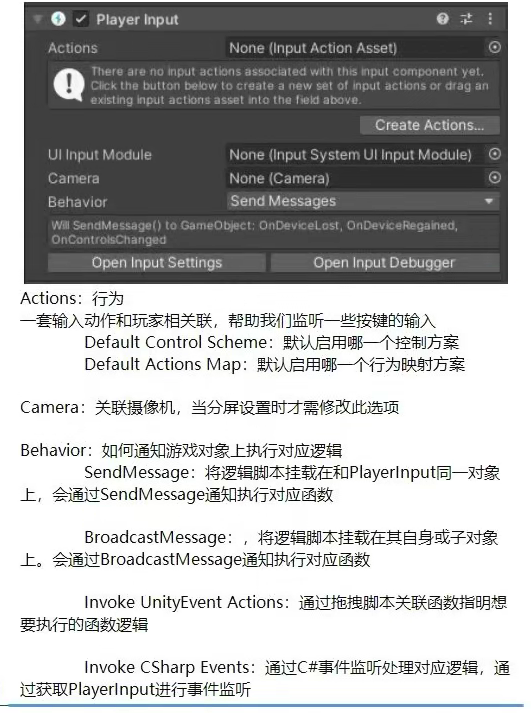 Player Input
Actions
None (Input Action Asset)
There are no input actions associated with this input component yet.
Click the button below to create a new set of input actions or drag an
existing input actions asset into the field above.
Create Actions...
UI Input Module
None (Input System UI Input Module)
Camera
None (Camera)
Behavior
Send Messages
Will SendMessage() to GameObject: OnDeviceLost, OnDeviceRegained,
OnControlsChanged
Open Input Settings
Open Input Debugger
Actions：行为
一套输入动作和玩家相关联，帮助我们监听一些按键的输入
Default Control Scheme：默认启用哪一个控制方案
Default Actions Map：默认启用哪一个行为映射方案
Camera：关联摄像机，当分屏设置时才需修改此选项
Behavior：如何通知游戏对象上执行对应逻辑
SendMessage：将逻辑脚本挂载在和PlayerInput同一对象
上，会通过SendMessage通知执行对应函数
BroadcastMessage：，将逻辑脚本挂载在其自身或子对象
上。会通过BroadcastMessage通知执行对应函数
Invoke UnityEvent Actions：通过拖拽脚本关联函数指明想
要执行的函数逻辑
Invoke CSharp Events：通过C#事件监听处理对应逻辑，通
过获取PlayerInput进行事件监听